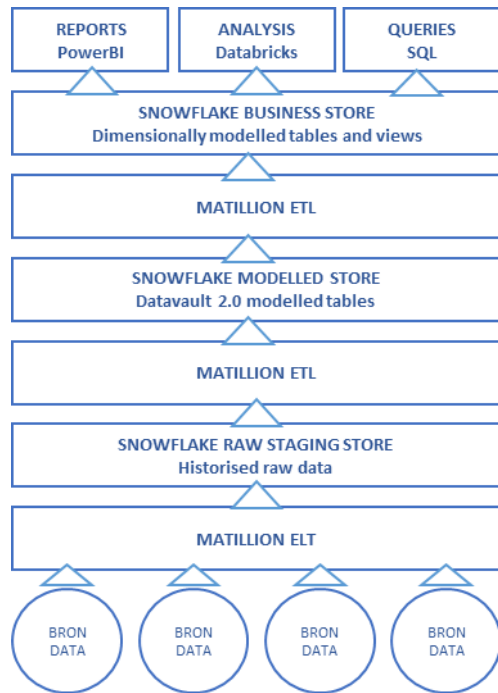 REPORTS
PowerBI
ANALYSIS
Databricks
QUERIES
SQL
SNOWFLAKE BUSINESS STORE
Dimensionally modelled tables and views
MATILLION ETL
SNOWFLAKE MODELLED STORE
Datavault 2.0 modelled tables
MATILLION ETL
SNOWFLAKE RAW STAGING STORE
Historised raw data
MATILLION ELT
BRON
DATA
BRON
DATA
BRON
DATA
BRON
DATA